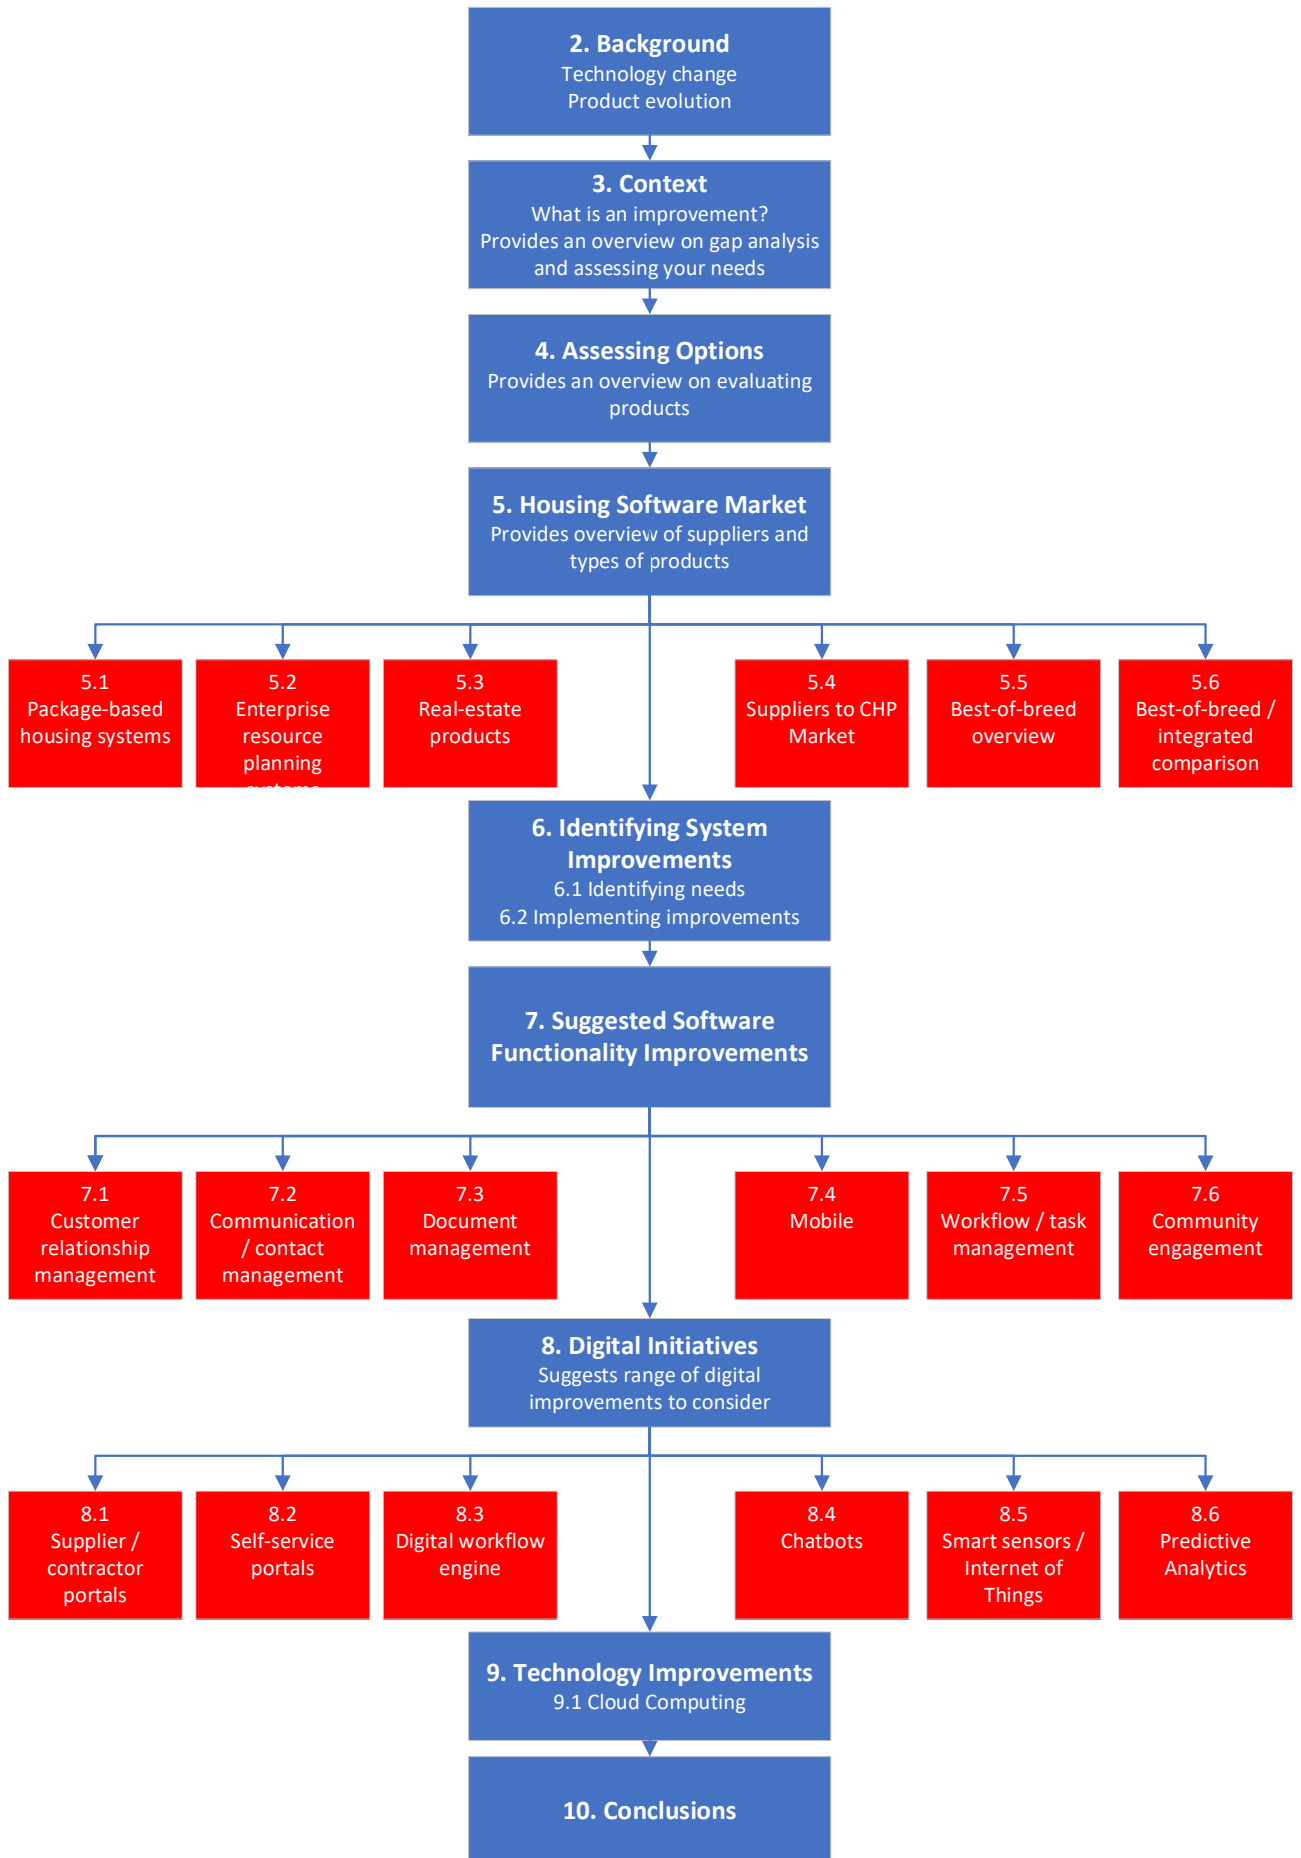 2. Background
Technology change
Product evolution
3. Context
What is an improvement?
Provides an overview on gap analysis
and assessing your needs
4. Assessing Options
Provides an overview on evaluating
products
5. Housing Software Market
Provides overview of suppliers and
types of products
5.1
Package-based
housing systems
5.2
Enterprise
resource
planning
systems
5.3
Real-estate
products
5.4
Suppliers to CHP
Market
5.5
Best-of-breed
overview
5.6
Best-of-breed /
integrated
comparison
6. Identifying System
Improvements
6.1 Identifying needs
6.2 Implementing improvements
7. Suggested Software
Functionality Improvements
7.1
Customer
relationship
management
7.2
Communication
/ contact
management
7.3
Document
management
7.4
Mobile
7.5
Workflow / task
management
7.6
Community
engagement
8. Digital Initiatives
Suggests range of digital
improvements to consider
8.1
Supplier /
contractor
portals
8.2
Self-service
portals
8.3
Digital workflow
engine
8.4
Chatbots
8.5
Smart sensors /
Internet of
Things
8.6
Predictive
Analytics
9. Technology Improvements
9.1 Cloud Computing
10. Conclusions